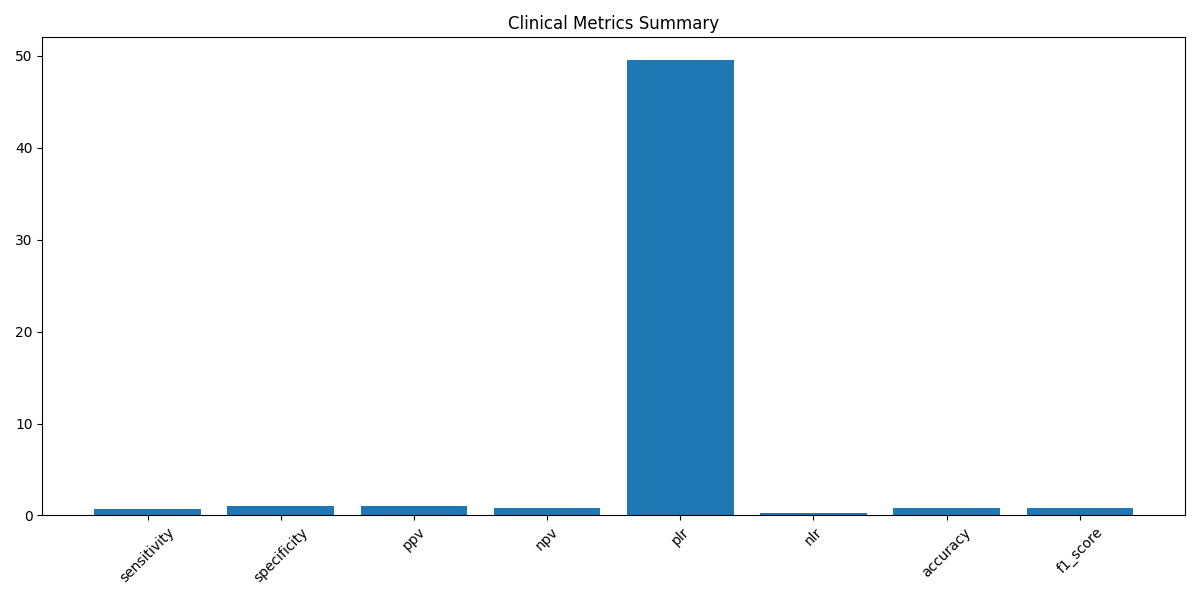 Clinical Metrics Summary
50
40
30
20
10
0
sensitivity
specificity
ppv
npv
plr
nlr
accuracy
f1_score